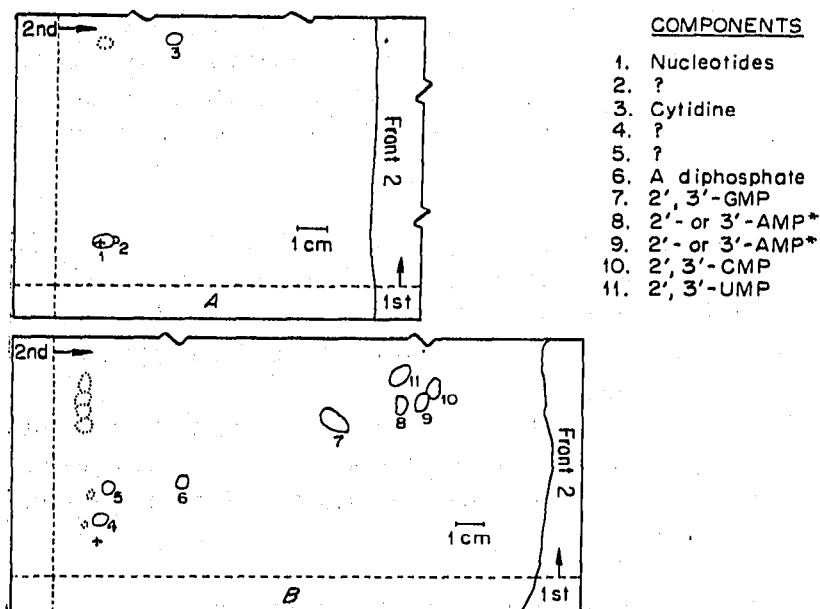 2nd
3
Front 2
1 cm
1 2
A
1st
COMPONENTS
1. Nucleotides
2. ?
3. Cytidine
4. ?
5. ?
6. A diphosphate
7. 2', 3'-GMP
8. 2'- or 3'-AMP*
9. 2'- or 3'-AMP*
10. 2', 3'-CMP
11. 2', 3'-UMP
2nd
11
10
8 9
7
5 6
4
Front 2
1 cm
B
1st